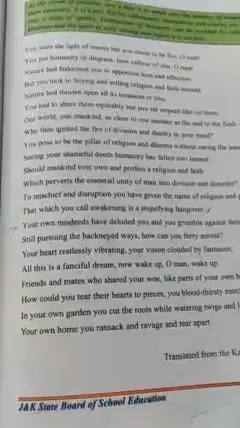 You were the light of reason but you chose to be fire, O man!
You put humanity to disgrace, how callous of you, O man!
Nature had fashioned you to apportion love and affection
But you took to buying and selling religion and faith instead
Nature had thrown open all its treasures to you,
You had to share them equitably but you sat serpent-like on them.
One world, one mankind, as close to one another as the nail to the flesh
Who then ignited the fire of division and duality in your mind?
You pose to be the pillar of religion and dharma without caring the
Seeing your shameful deeds humanity has fallen into lament
Should mankind ever own and profess a religion and faith
Which perverts the essential unity of man into division and disorder?
To mischief and disruption you have given the name of religion and
That which you call awakening is a stupefying hangover,
Your own misdeeds have deluded you and you grumble against
Still pursuing the hackneyed ways, how can you ferry across?
Your heart restlessly vibrating, your vision clouded by fantasies;
All this is a fanciful dream, now wake up, O man, wake up.
Friends and mates who shared your woe, like parts of your own
How could you tear their hearts to pieces, you blood-thirsty man
In your own garden you cut the roots while watering twigs and
Your own home you ransack and ravage and tear apart.
Translated from the
J&K State Board of School Education